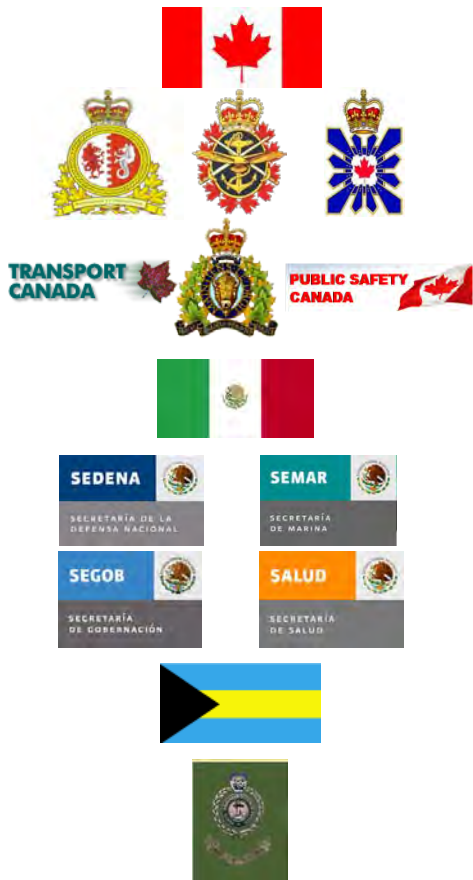 TRANSPORT
CANADA
PUBLIC SAFETY
CANADA
SEDENA
SECRETARÍA DE LA
DEFENSA NACIONAL
SEMAR
SECRETARÍA
DE MARINA
SEGOB
SECRETARÍA
DE GOBERNACIÓN
SALUD
SECRETARÍA
DE SALUD